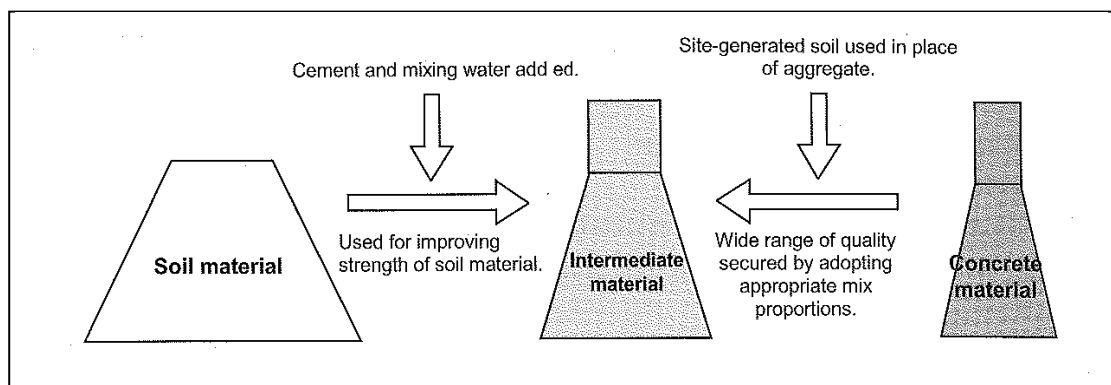 Cement and mixing water add ed.
Site-generated soil used in place
of aggregate.
Soil material
Used for improving
strength of soil material.
Intermediate
material
Wide range of quality
secured by adopting
appropriate mix
proportions.
Concrete
material